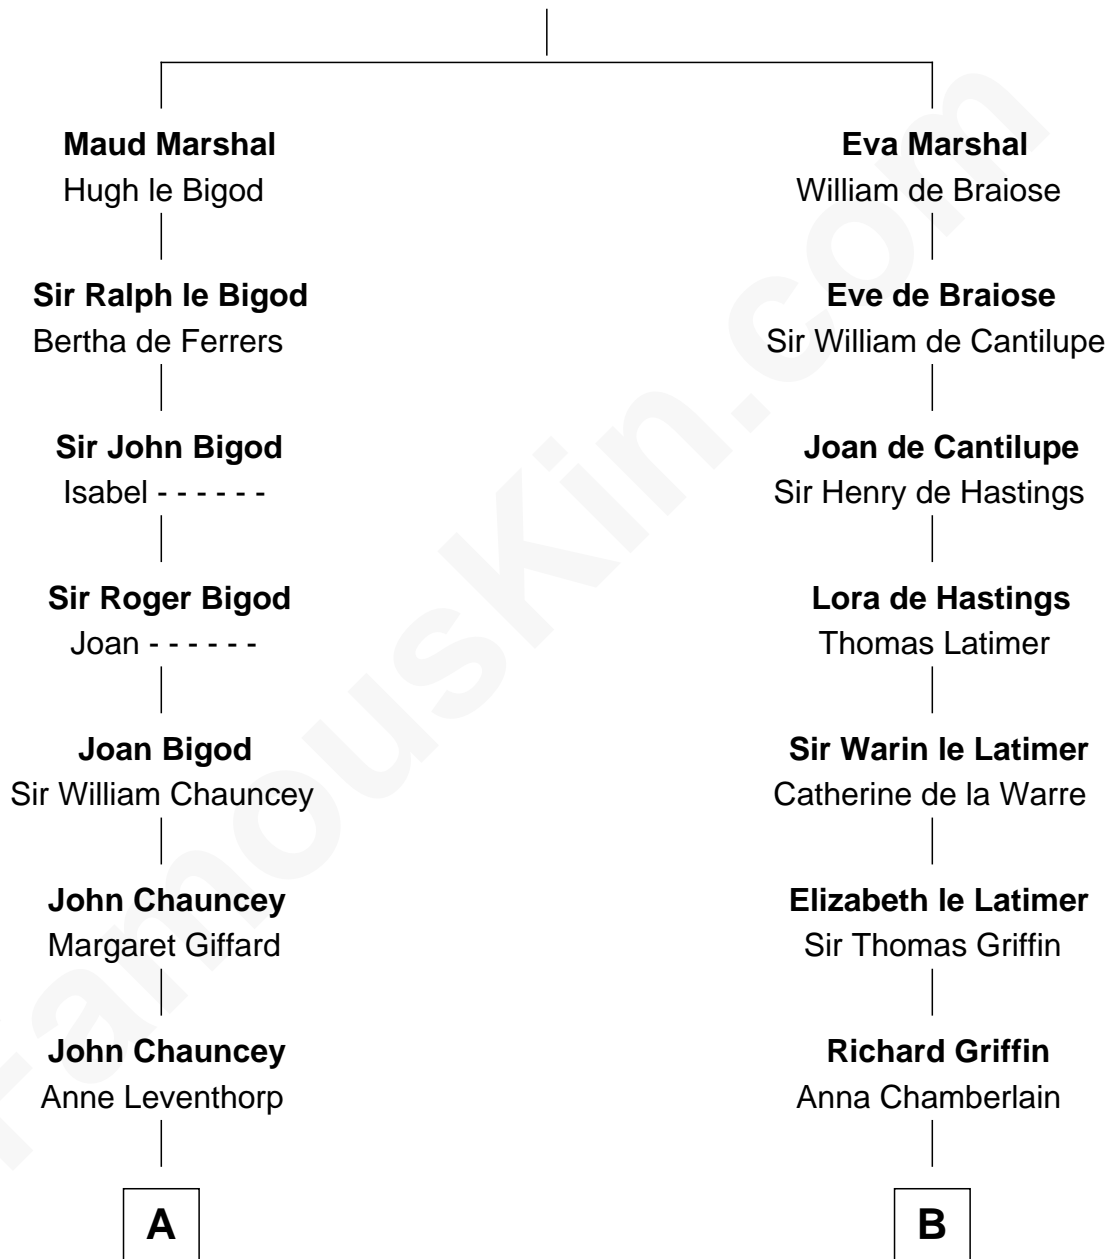 Maud Marshal
Hugh le Bigod
Eva Marshal
William de Braiose
Sir Ralph le Bigod
Bertha de Ferrers
Eve de Braiose
Sir William de Cantilupe
Sir John Bigod
Isabel - - - - - -
Joan de Cantilupe
Sir Henry de Hastings
Sir Roger Bigod
Joan - - - - - -
Lora de Hastings
Thomas Latimer
Joan Bigod
Sir William Chauncey
Sir Warin le Latimer
Catherine de la Warre
John Chauncey
Margaret Giffard
Elizabeth le Latimer
Sir Thomas Griffin
John Chauncey
Anne Leventhorp
Richard Griffin
Anna Chamberlain
A
B
FamousKin.com